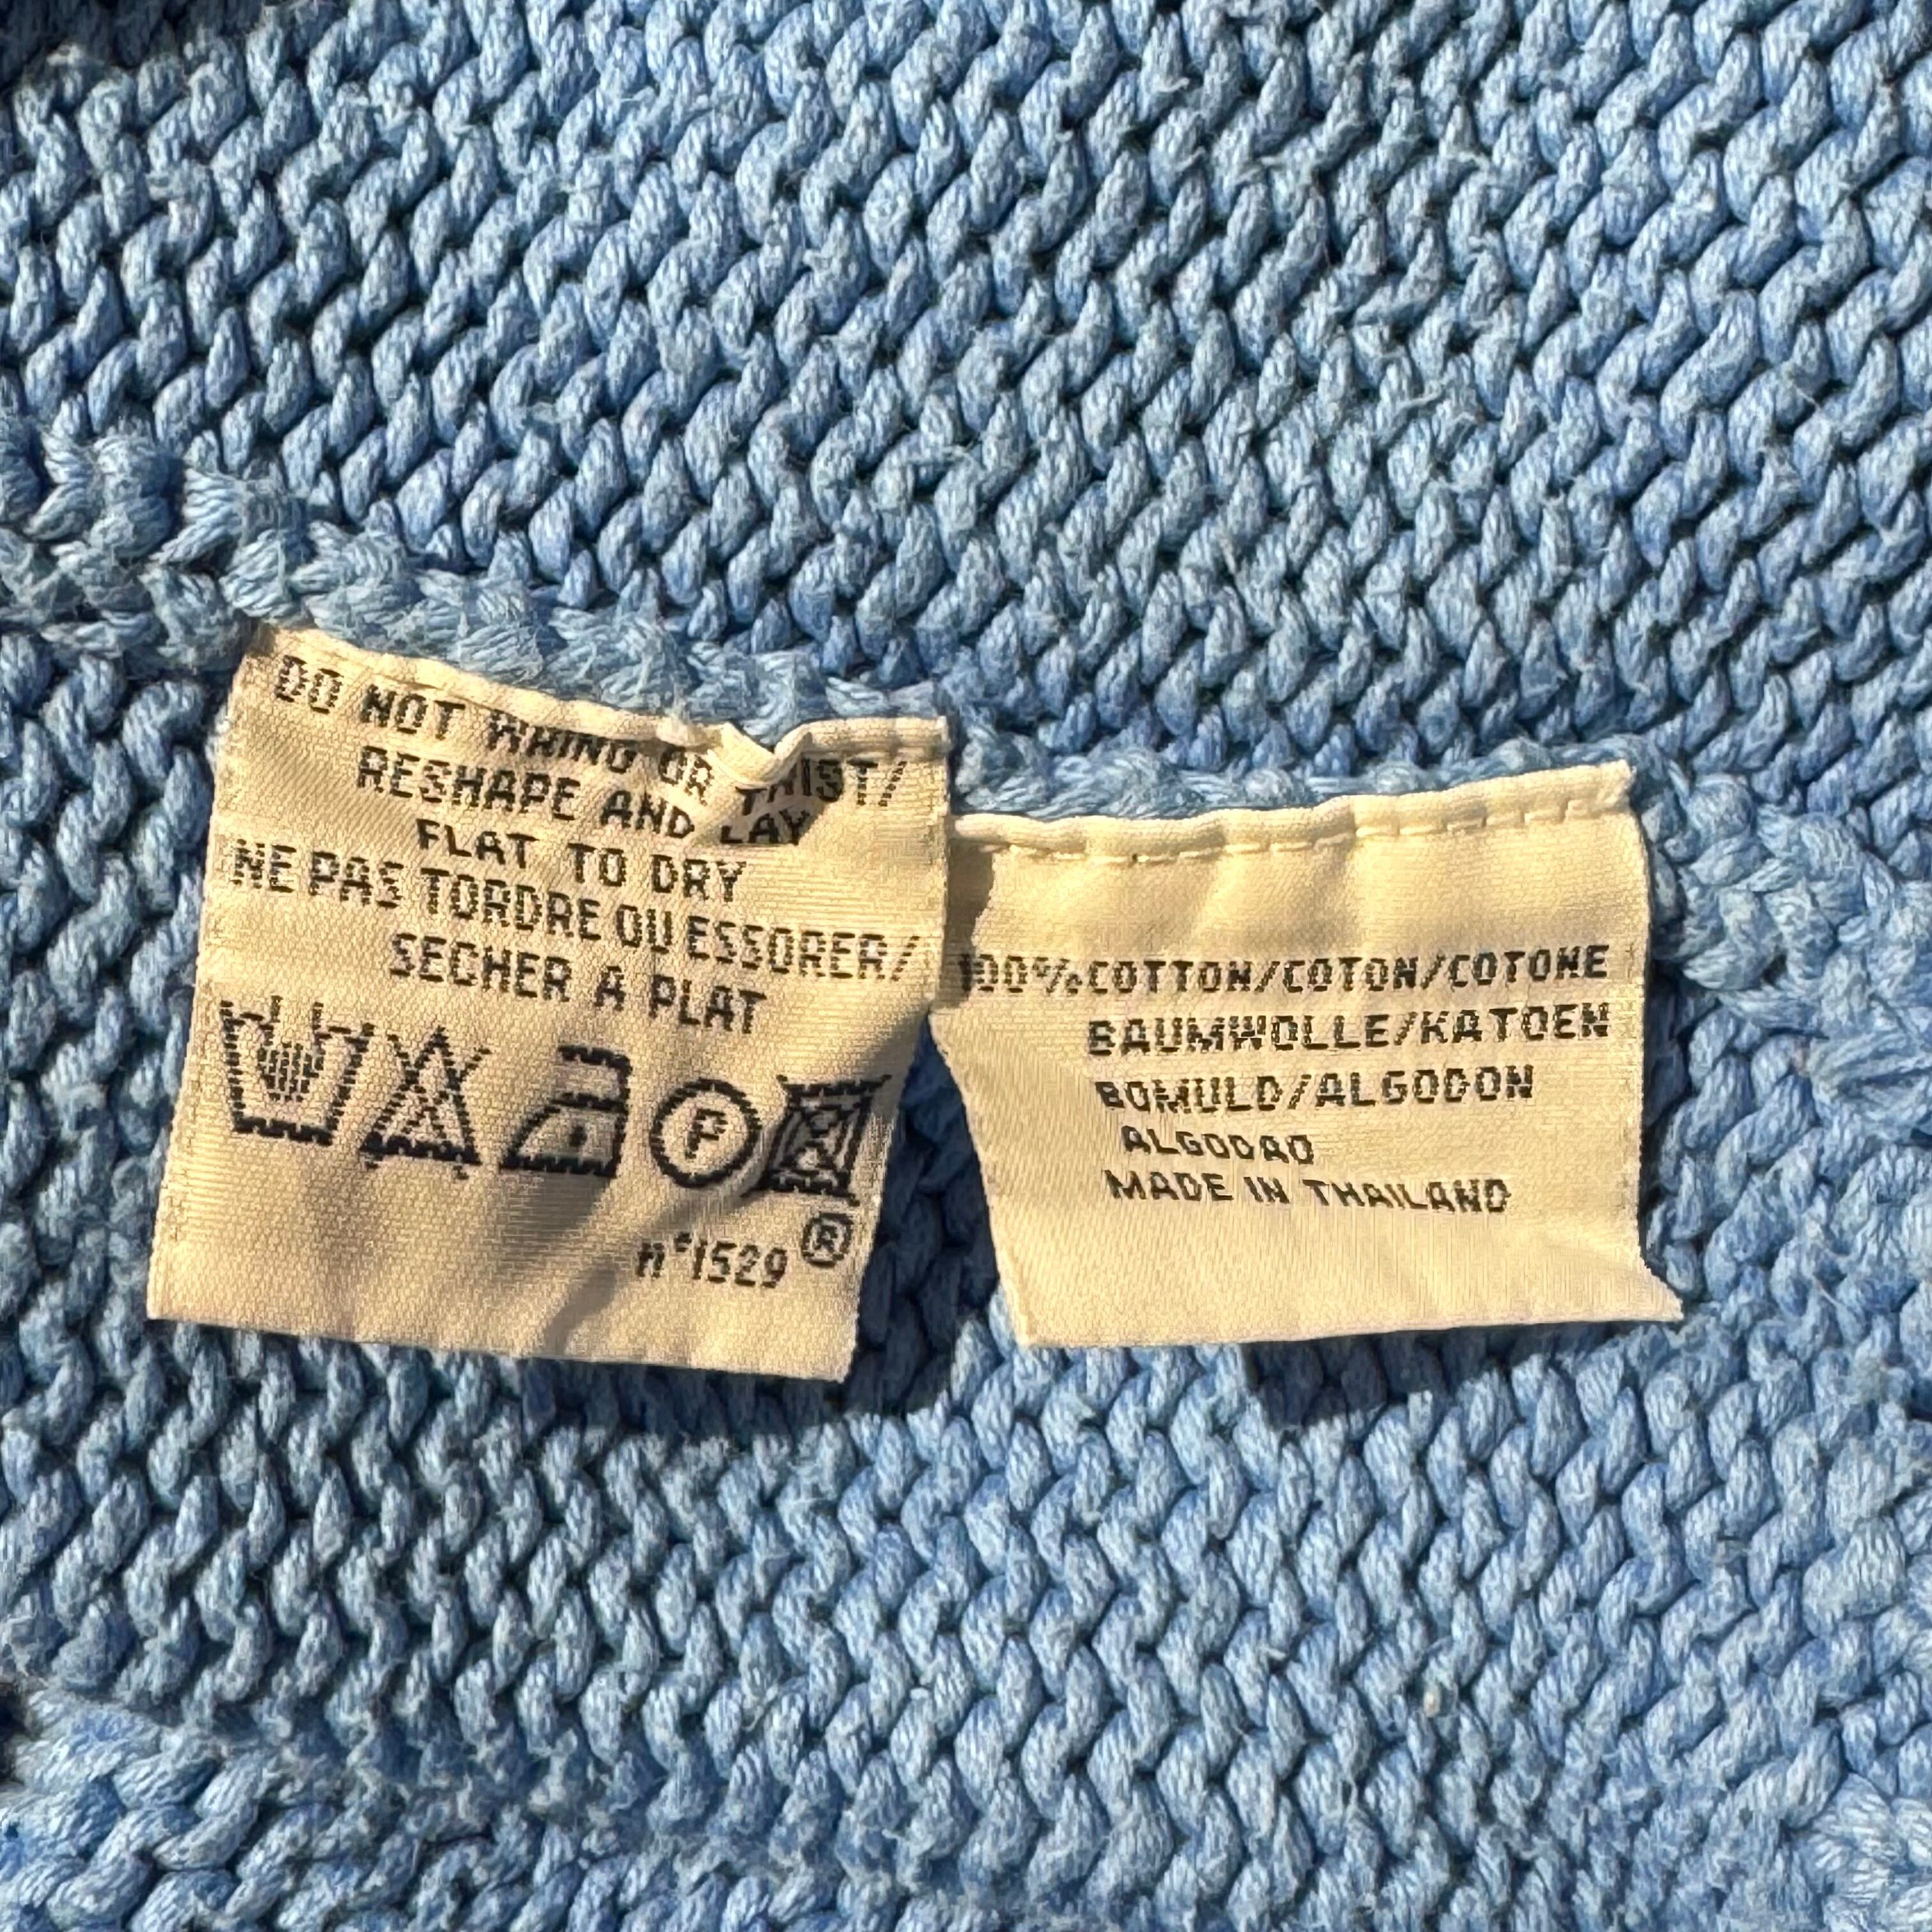 DO NOT WRING OR TWIST/
RESHAPE AND LAY
FLAT TO DRY
NE PAS TORDRE OU ESSORER/
SECHER A PLAT
P
n°1529 ®
100% COTTON/COTON/COTONE
BAUMWOLLE/KATOEN
BOMULD/ALGODON
ALGODAO
MADE IN THAILAND